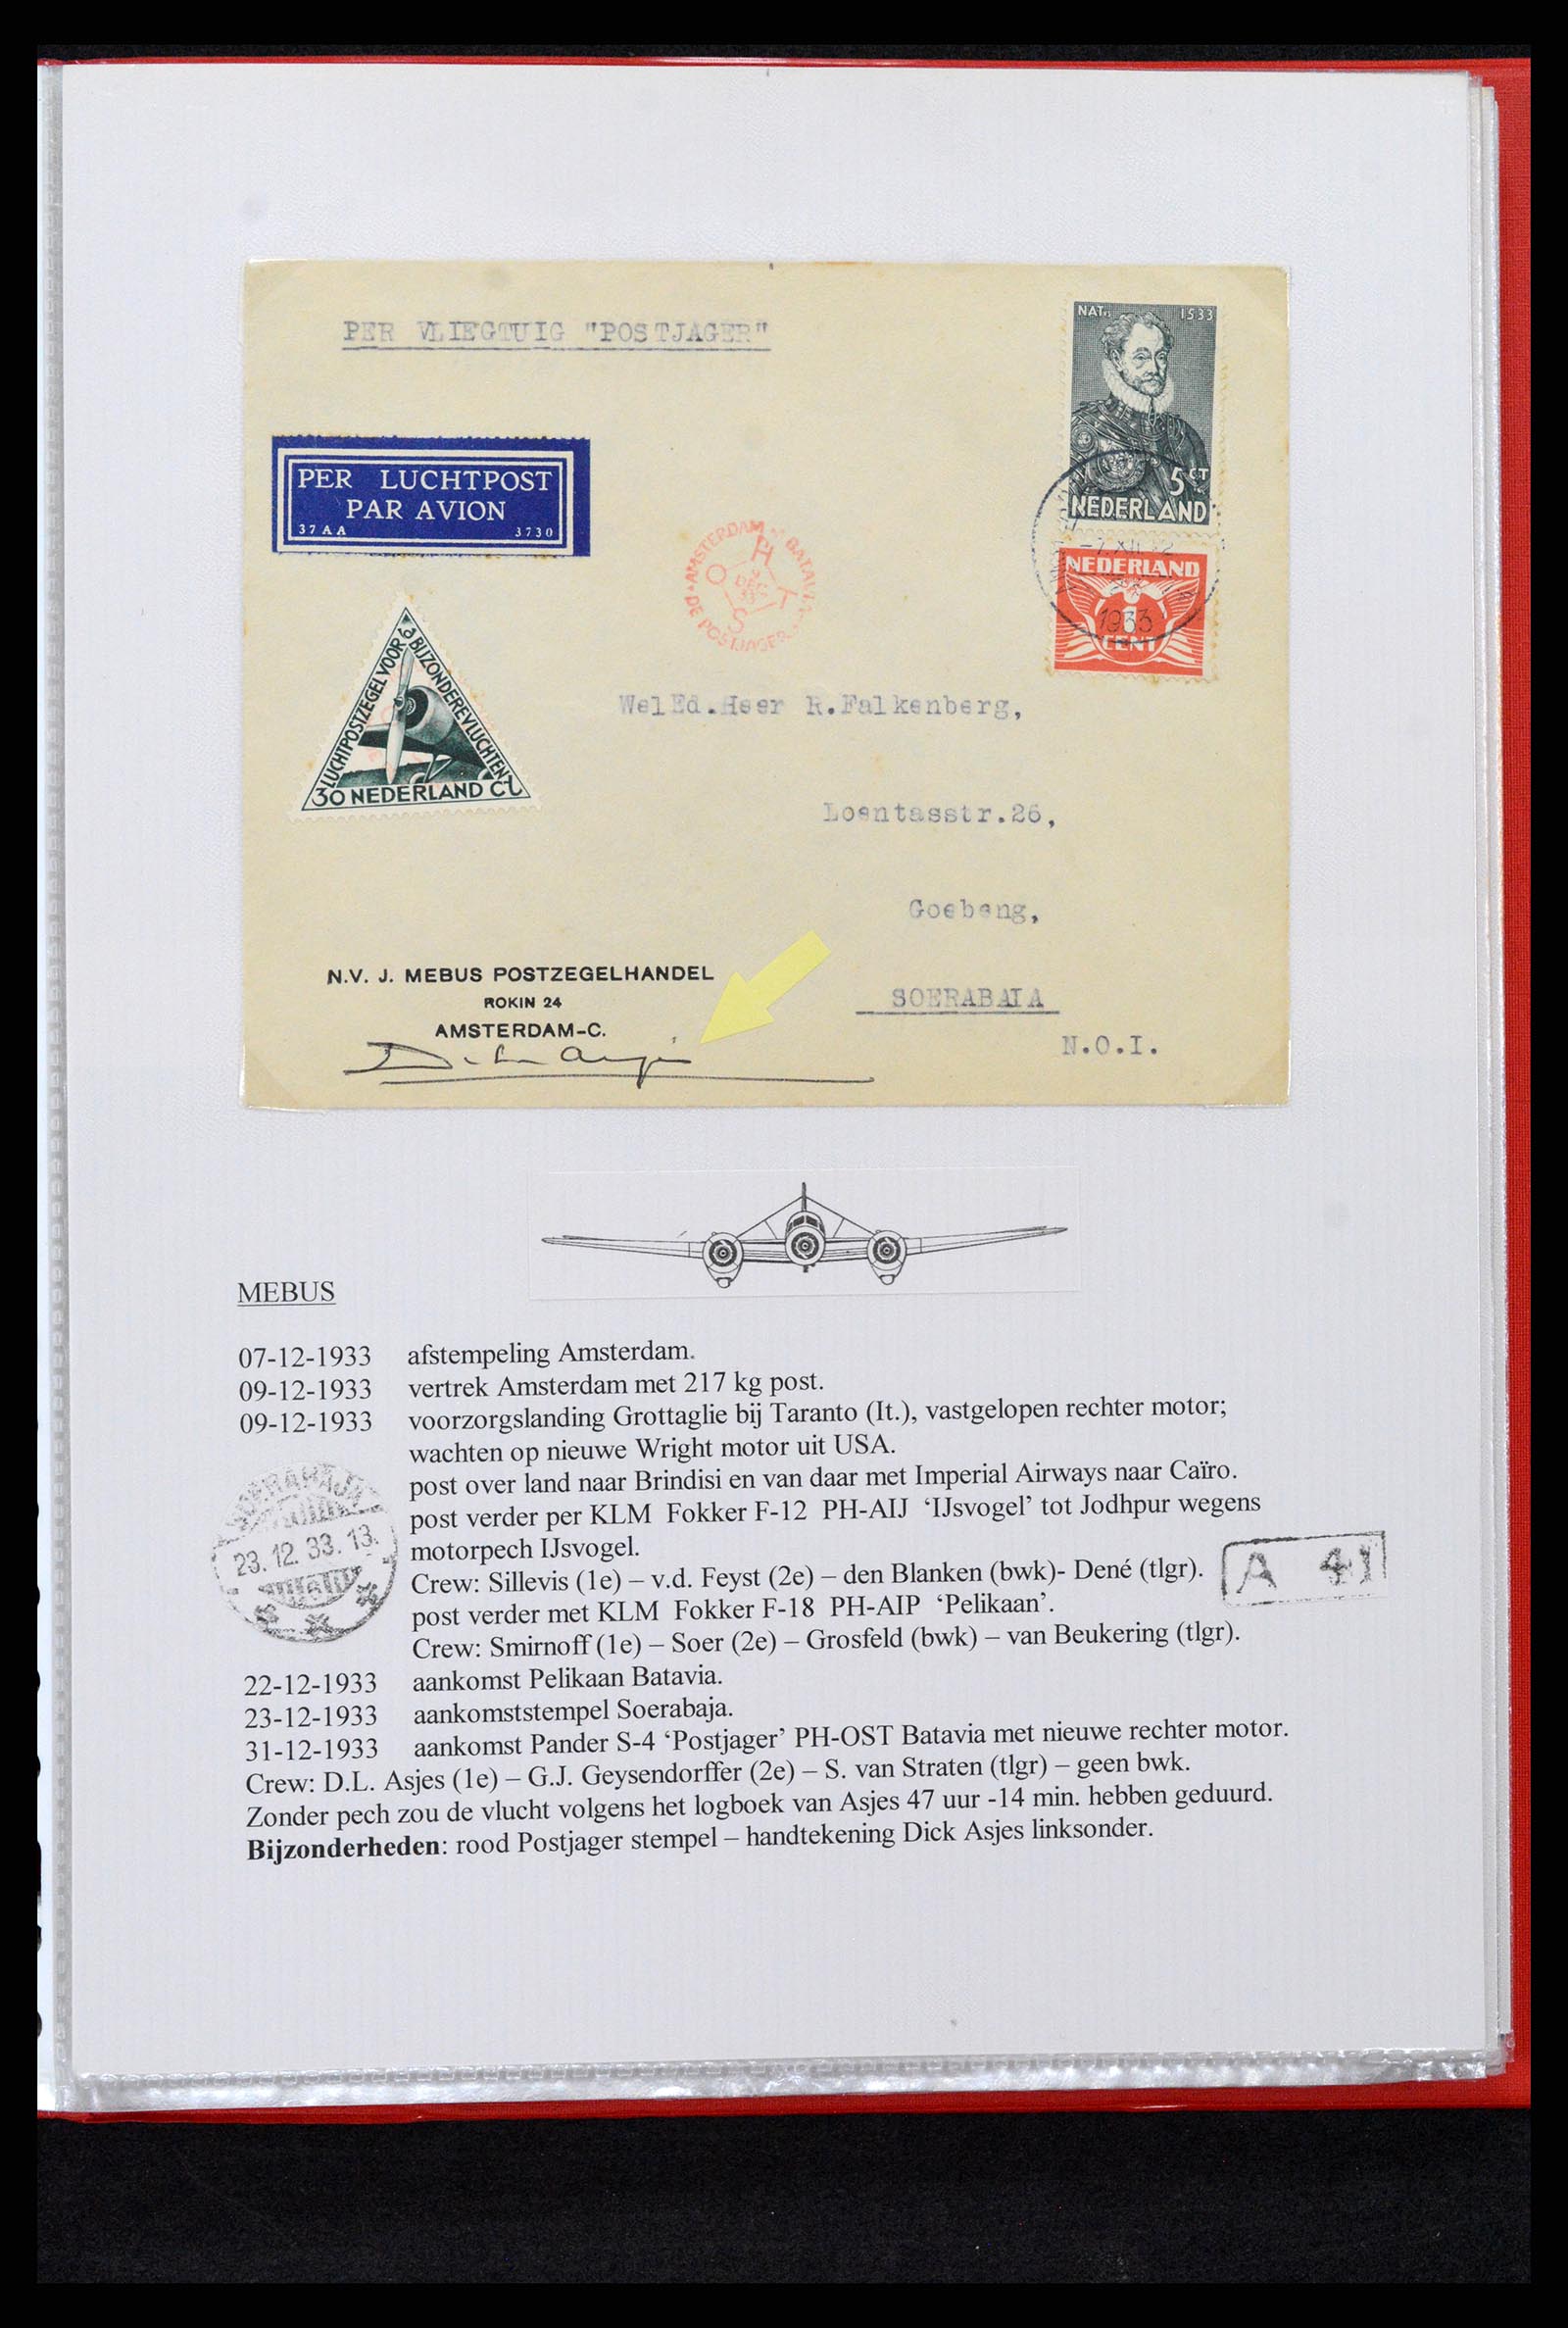 PER VLIEGTUIG "POSTJAGER"
NAT. 1533
5 CT
NEDERLAND
PER LUCHTPOST
PAR AVION
37AA 3730
AMSTERDAM BATAVIA
DE POSTJAGER
POST
NEDERLAND
1933
CENT
LUCHTPOSTZEGEL VOOR BIJZONDERE VLUCHTEN
30 NEDERLAND CT
WelEd.Heer R.Falkenberg,
Loentasstr.26,
Goebeng,
SOERABAIA
N.O.I.
N.V. J. MEBUS POSTZEGELHANDEL
ROKIN 24
AMSTERDAM-C.
MEBUS
07-12-1933 afstempeling Amsterdam.
09-12-1933 vertrek Amsterdam met 217 kg post.
09-12-1933 voorzorgslanding Grottaglie bij Taranto (It.), vastgelopen rechter motor;
wachten op nieuwe Wright motor uit USA.
post over land naar Brindisi en van daar met Imperial Airways naar Caïro.
post verder per KLM Fokker F-12 PH-AIJ ‘IJsvogel’ tot Jodhpur wegens
motorpech IJsvogel.
Crew: Sillevis (1e) – v.d. Feyst (2e) – den Blanken (bwk)- Dené (tlgr).
post verder met KLM Fokker F-18 PH-AIP ‘Pelikaan’.
Crew: Smirnoff (1e) – Soer (2e) – Grosfeld (bwk) – van Beukering (tlgr).
23.12.33.13.
A 41
22-12-1933 aankomst Pelikaan Batavia.
23-12-1933 aankomststempel Soerabaja.
31-12-1933 aankomst Pander S-4 ‘Postjager’ PH-OST Batavia met nieuwe rechter motor.
Crew: D.L. Asjes (1e) – G.J. Geysendorffer (2e) – S. van Straten (tlgr) – geen bwk.
Zonder pech zou de vlucht volgens het logboek van Asjes 47 uur -14 min. hebben geduurd.
Bijzonderheden: rood Postjager stempel – handtekening Dick Asjes linksonder.